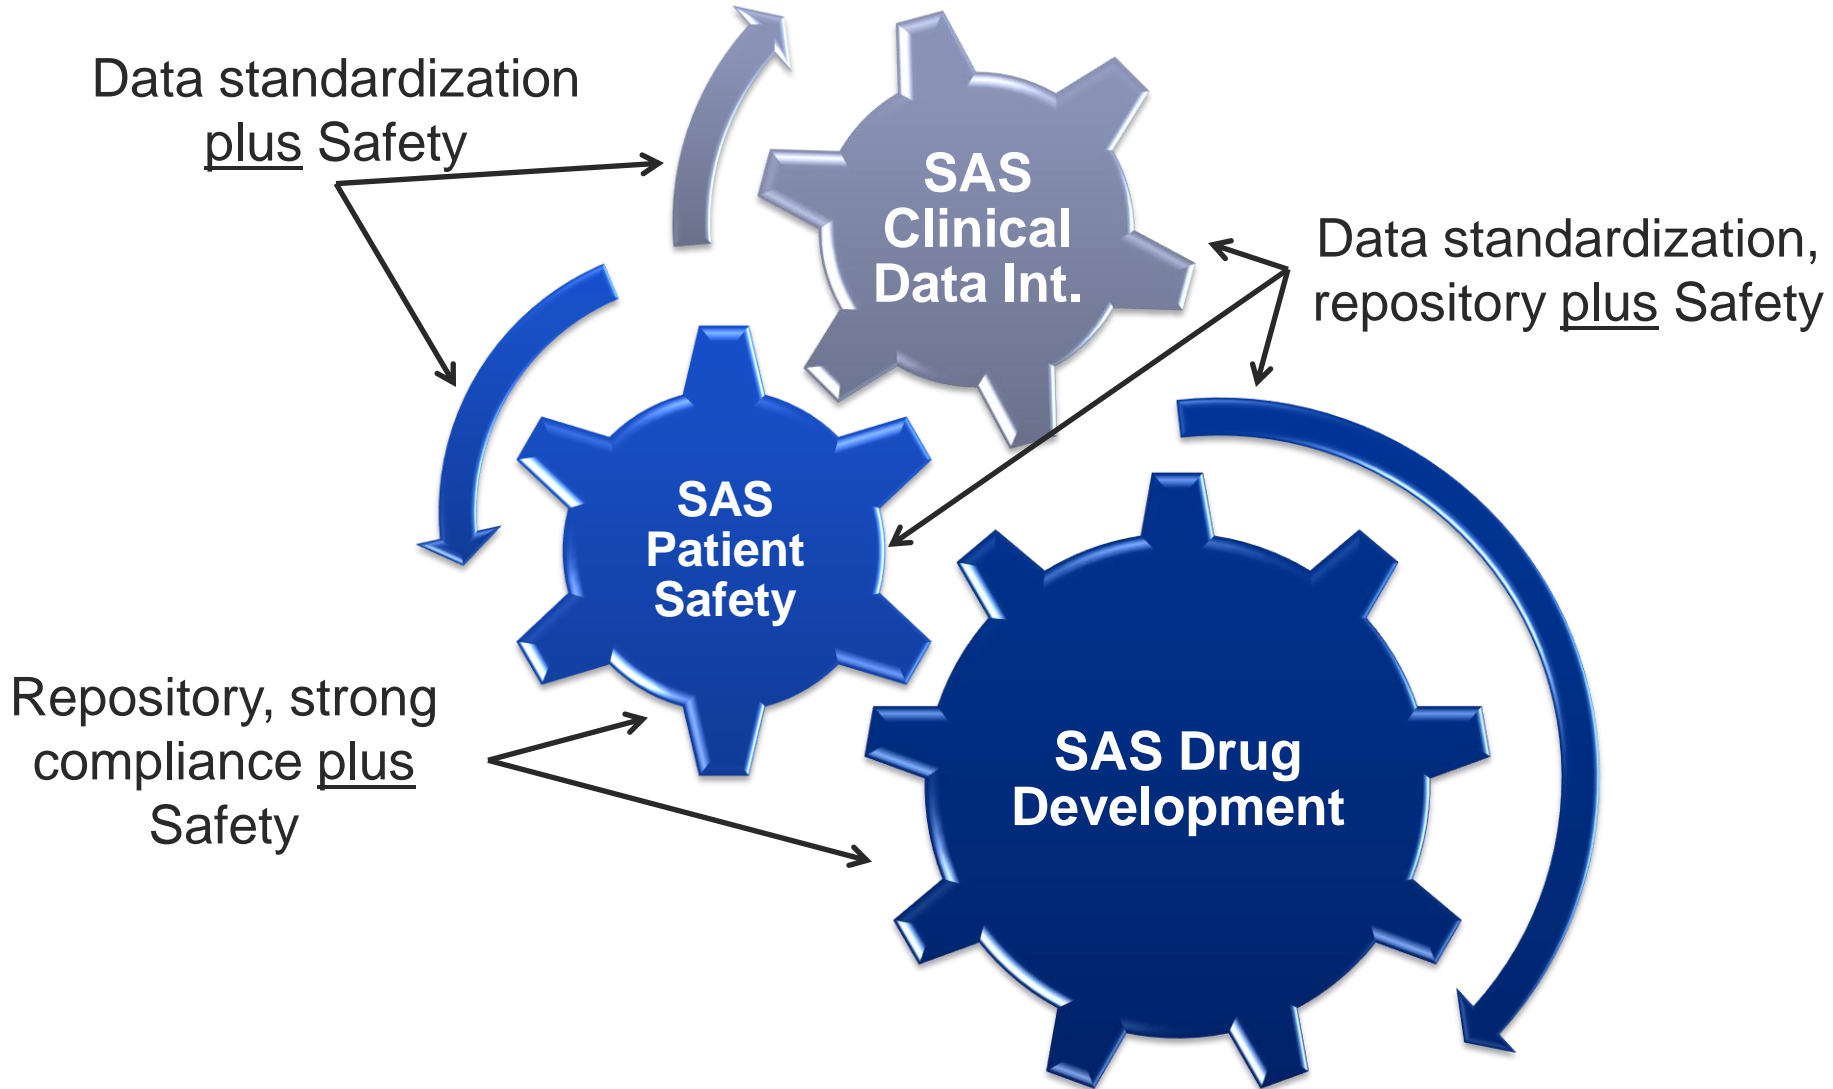 Data standardization
plus Safety
SAS
Clinical
Data Int.
Data standardization,
repository plus Safety
SAS
Patient
Safety
Repository, strong
compliance plus
Safety
SAS Drug
Development